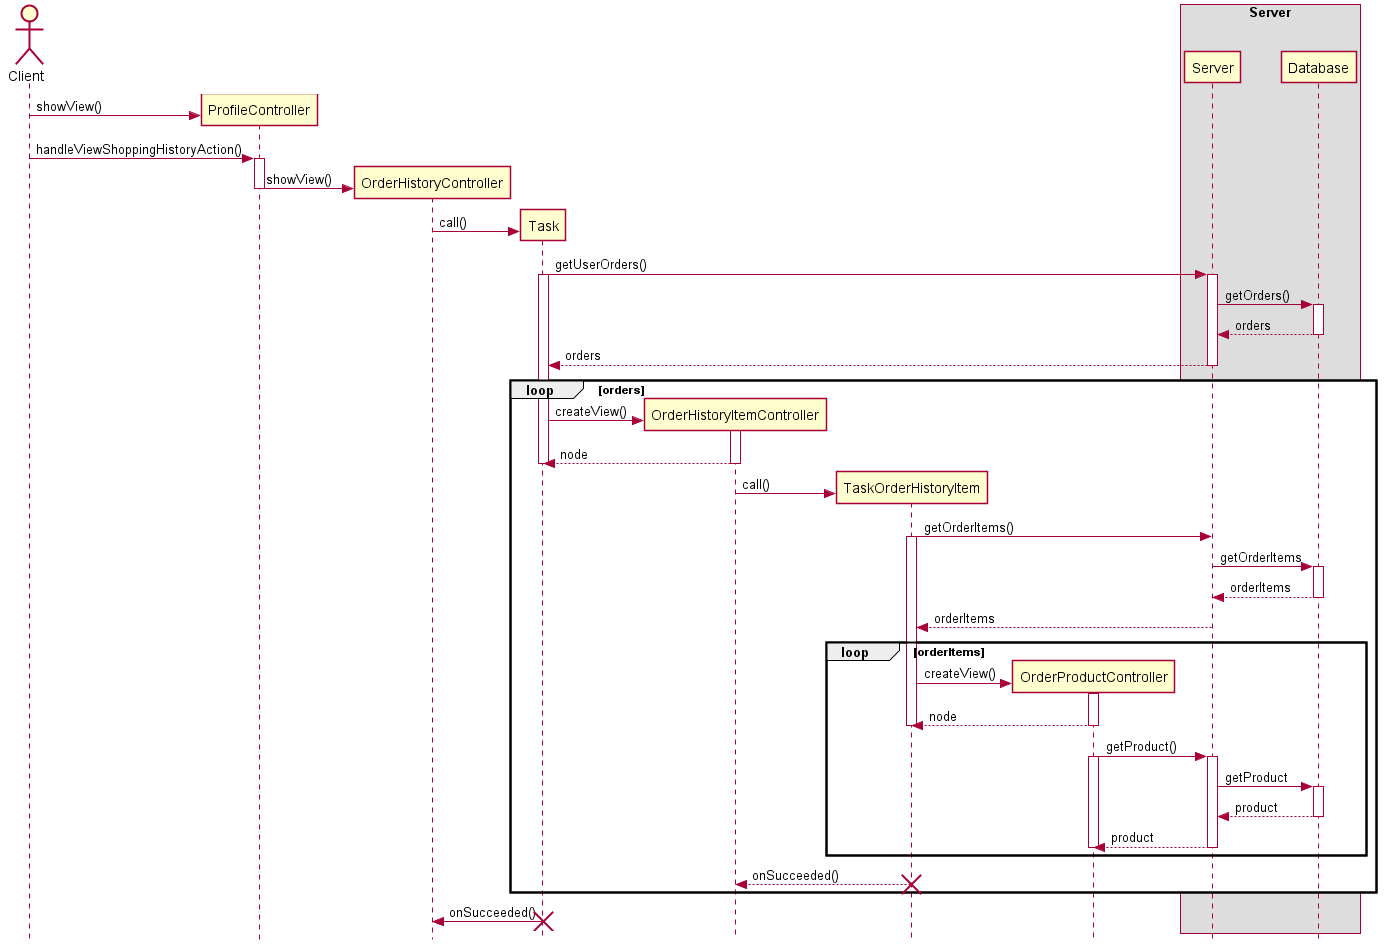 Server
Client
Server
Database
showView()
ProfileController
handleViewShoppingHistoryAction()
showView()
OrderHistoryController
call()
Task
getUserOrders()
getOrders()
orders
orders
loop
[orders]
createView()
OrderHistoryItemController
node
call()
TaskOrderHistoryItem
getOrderItems()
getOrderItems
orderItems
orderItems
loop
[orderItems]
createView()
OrderProductController
node
getProduct()
getProduct
product
product
onSucceeded()
onSucceeded()